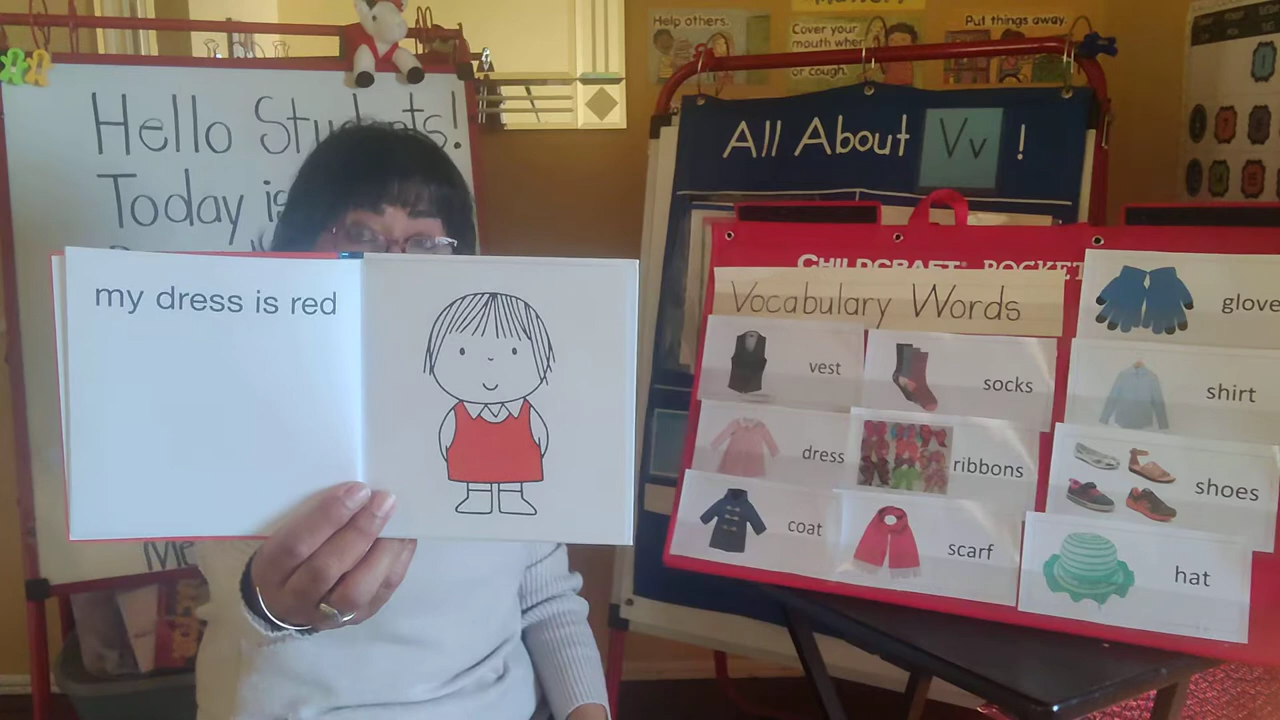 Hello Students!
Today is
my dress is red
Help others.
Cover your
mouth when
or cough.
Put things away.
All About Vv !
CHILDCRAFT® POCKET
Vocabulary Words
vest
socks
dress
ribbons
coat
scarf
glove
shirt
shoes
hat